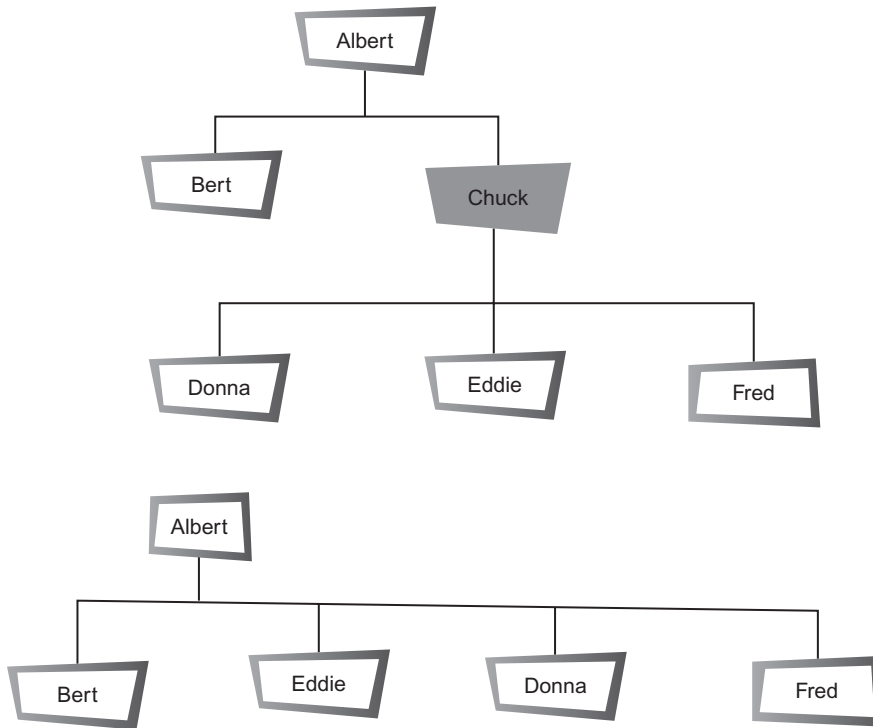 Albert
Bert
Chuck
Donna
Eddie
Fred
Albert
Bert
Eddie
Donna
Fred